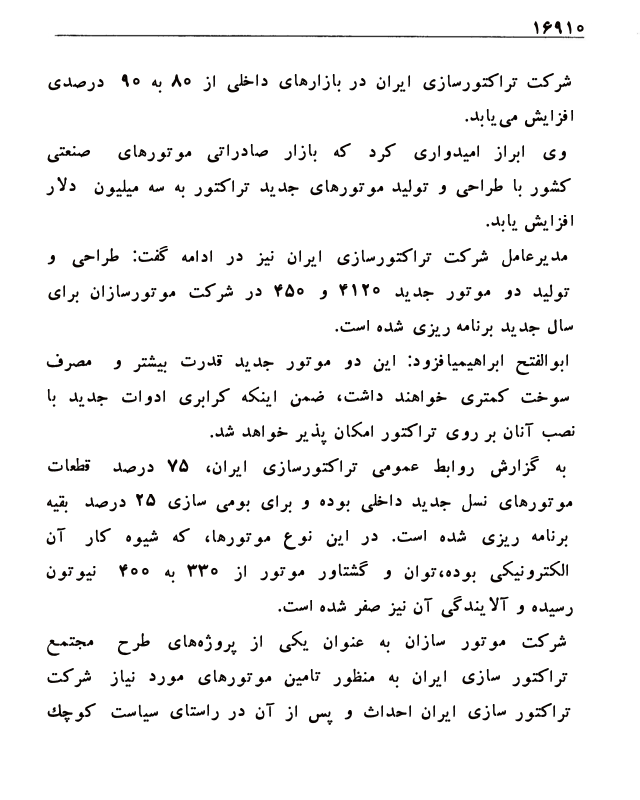 ۱۶۹۱۰
شرکت تراکتورسازی ایران در بازارهای داخلی از ۸۰ به ۹۰ درصدی
افزایش می‌یابد.
وی ابراز امیدواری کرد که بازار صادراتی موتورهای صنعتی
کشور با طراحی و تولید موتورهای جدید تراکتور به سه میلیون دلار
افزایش یابد.
مدیرعامل شرکت تراکتورسازی ایران نیز در ادامه گفت: طراحی و
تولید دو موتور جدید ۴۱۲۰ و ۴۵۰ در شرکت موتورسازان برای
سال جدید برنامه ریزی شده است.
ابوالفتح ابراهیمیافزود: این دو موتور جدید قدرت بیشتر و مصرف
سوخت کمتری خواهند داشت، ضمن اینکه کرابری ادوات جدید با
نصب آنان بر روی تراکتور امکان پذیر خواهد شد.
به گزارش روابط عمومی تراکتورسازی ایران، ۷۵ درصد قطعات
موتورهای نسل جدید داخلی بوده و برای بومی سازی ۲۵ درصد بقیه
برنامه ریزی شده است. در این نوع موتورها، که شیوه کار آن
الکترونیکی بوده،توان و گشتاور موتور از ۳۳۰ به ۴۰۰ نیوتون
رسیده و آلایندگی آن نیز صفر شده است.
شرکت موتور سازان به عنوان یکی از پروژه‌های طرح مجتمع
تراکتور سازی ایران به منظور تامین موتورهای مورد نیاز شرکت
تراکتور سازی ایران احداث و پس از آن در راستای سیاست کوچك